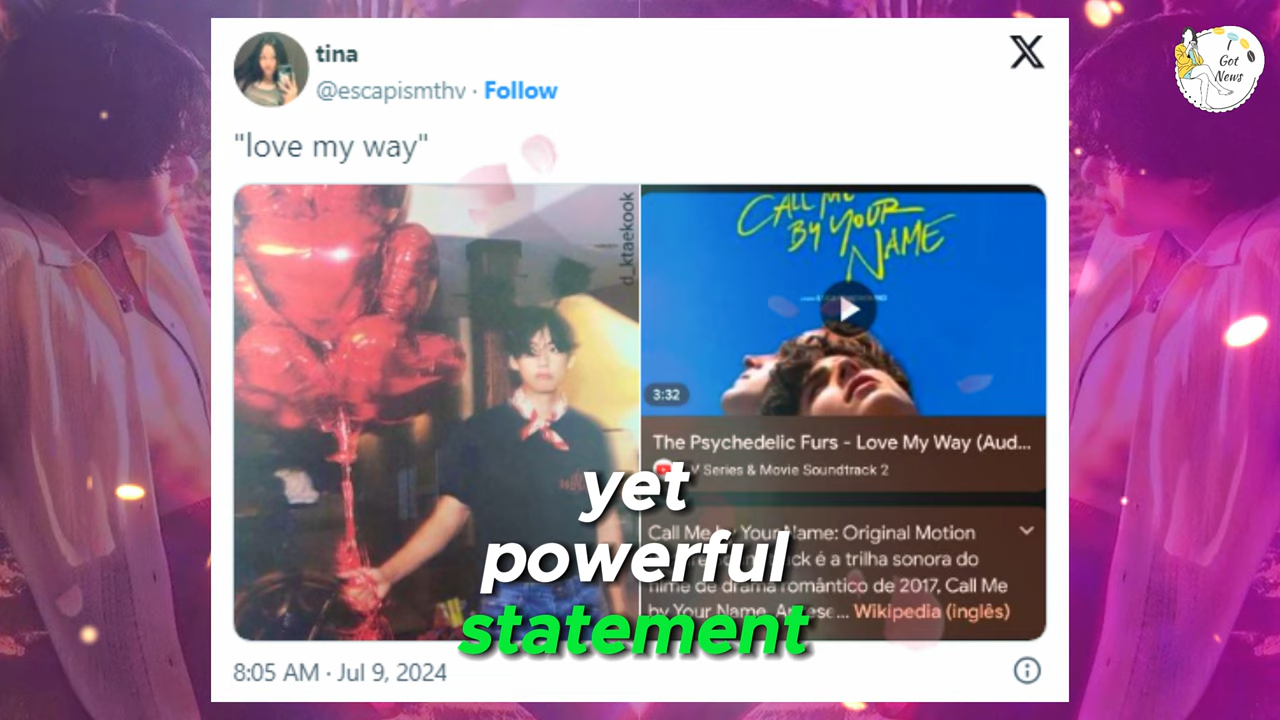 tina
@escapismthv · Follow
"love my way"
I
Got
News
d_ktaekook
CALL ME
BY YOUR
NAME
3:32
The Psychedelic Furs - Love My Way (Aud...
V Series & Movie Soundtrack 2
Call Me by Your Name: Original Motion
é a trilha sonora do
filme de drama romântico de 2017, Call Me
by Your Name. ... Wikipedia (inglês)
yet
powerful
statement
8:05 AM · Jul 9, 2024